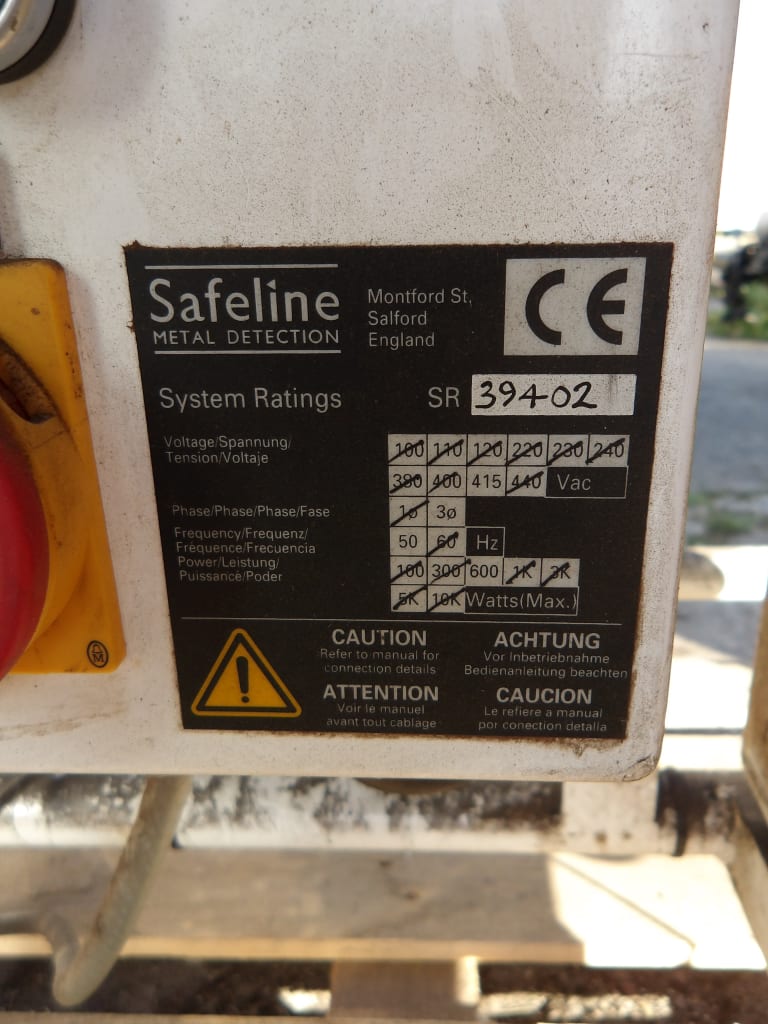 Safeline
METAL DETECTION
Montford St,
Salford
England
CE
System Ratings
SR 39402
Voltage/Spannung/
Tension/Voltaje
100 110 120 220 230 240
380 400 415 440 Vac
Phase/Phase/Phase/Fase
1ø 3ø
Frequency/Frequenz/
Fréquence/Frecuencia
50 60 Hz
Power/Leistung/
Puissance/Poder
100 300 600 1K 3K
5K 10K Watts(Max.)
CAUTION
Refer to manual for
connection details
ACHTUNG
Vor Inbetriebnahme
Bedienanleitung beachten
ATTENTION
Voir le manuel
avant tout cablage
CAUCION
Le refiere a manual
por conection detalla
M